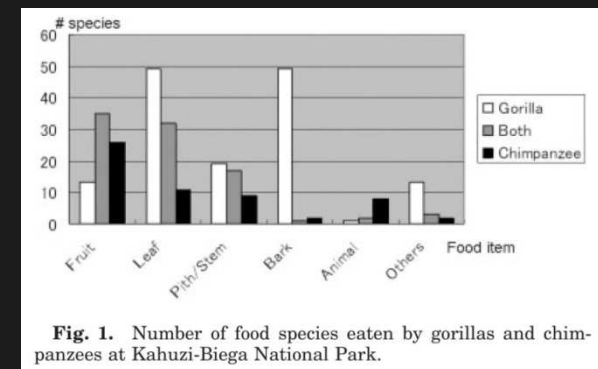 # species
60
50
40
30
20
10
0
Fruit
Leaf
Pith/Stem
Bark
Animal
Others
Food item
Gorilla
Both
Chimpanzee
Fig. 1. Number of food species eaten by gorillas and chim-
panzees at Kahuzi-Biega National Park.